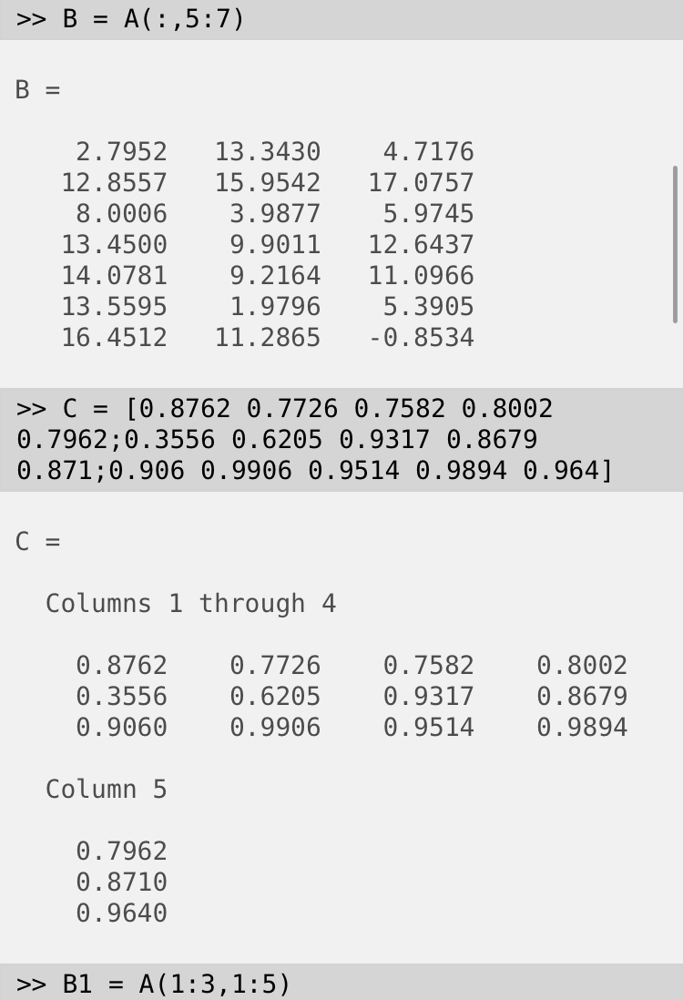 >> B = A(:,5:7)
B =
2.7952 13.3430 4.7176
12.8557 15.9542 17.0757
8.0006 3.9877 5.9745
13.4500 9.9011 12.6437
14.0781 9.2164 11.0966
13.5595 1.9796 5.3905
16.4512 11.2865 -0.8534
>> C = [0.8762 0.7726 0.7582 0.8002
0.7962;0.3556 0.6205 0.9317 0.8679
0.871;0.906 0.9906 0.9514 0.9894 0.964]
C =
Columns 1 through 4
0.8762 0.7726 0.7582 0.8002
0.3556 0.6205 0.9317 0.8679
0.9060 0.9906 0.9514 0.9894
Column 5
0.7962
0.8710
0.9640
>> B1 = A(1:3,1:5)